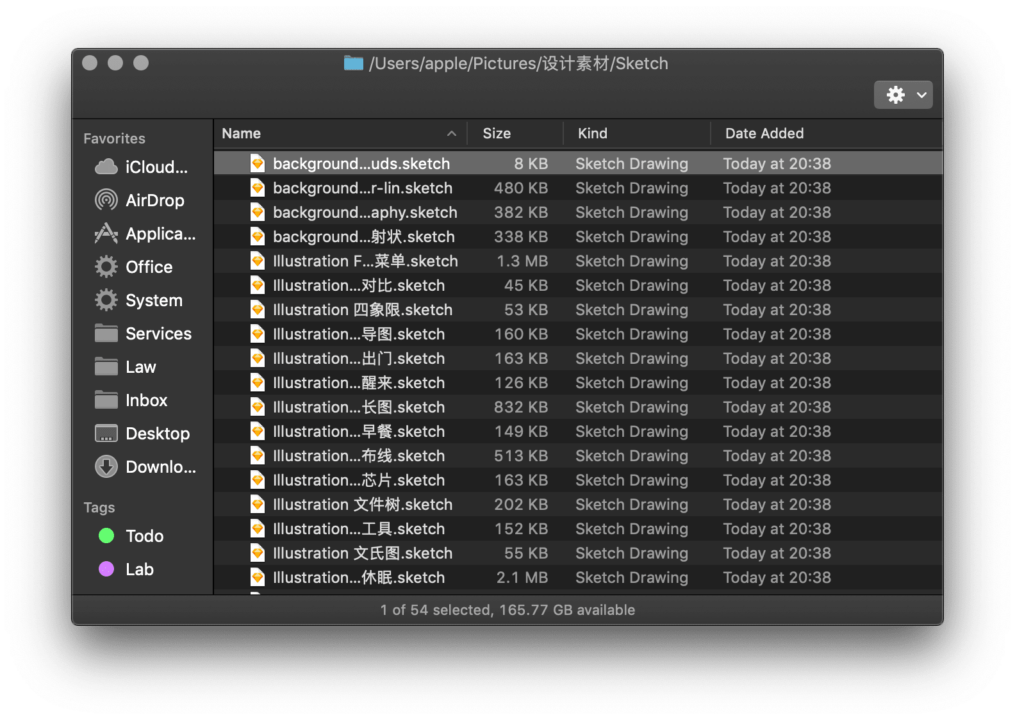 /Users/apple/Pictures/设计素材/Sketch
Favorites
iCloud...
AirDrop
Applica...
Office
System
Services
Law
Inbox
Desktop
Downlo...
Tags
Todo
Lab
Name Size Kind Date Added
background...uds.sketch 8 KB Sketch Drawing Today at 20:38
background...r-lin.sketch 480 KB Sketch Drawing Today at 20:38
background...aphy.sketch 382 KB Sketch Drawing Today at 20:38
background...射状.sketch 338 KB Sketch Drawing Today at 20:38
Illustration F...菜单.sketch 1.3 MB Sketch Drawing Today at 20:38
Illustration...对比.sketch 45 KB Sketch Drawing Today at 20:38
Illustration 四象限.sketch 53 KB Sketch Drawing Today at 20:38
Illustration...导图.sketch 160 KB Sketch Drawing Today at 20:38
Illustration...出门.sketch 163 KB Sketch Drawing Today at 20:38
Illustration...醒来.sketch 126 KB Sketch Drawing Today at 20:38
Illustration...长图.sketch 832 KB Sketch Drawing Today at 20:38
Illustration...早餐.sketch 149 KB Sketch Drawing Today at 20:38
Illustration...布线.sketch 513 KB Sketch Drawing Today at 20:38
Illustration...芯片.sketch 163 KB Sketch Drawing Today at 20:38
Illustration 文件树.sketch 202 KB Sketch Drawing Today at 20:38
Illustration...工具.sketch 152 KB Sketch Drawing Today at 20:38
Illustration 文氏图.sketch 55 KB Sketch Drawing Today at 20:38
Illustration...休眠.sketch 2.1 MB Sketch Drawing Today at 20:38
1 of 54 selected, 165.77 GB available